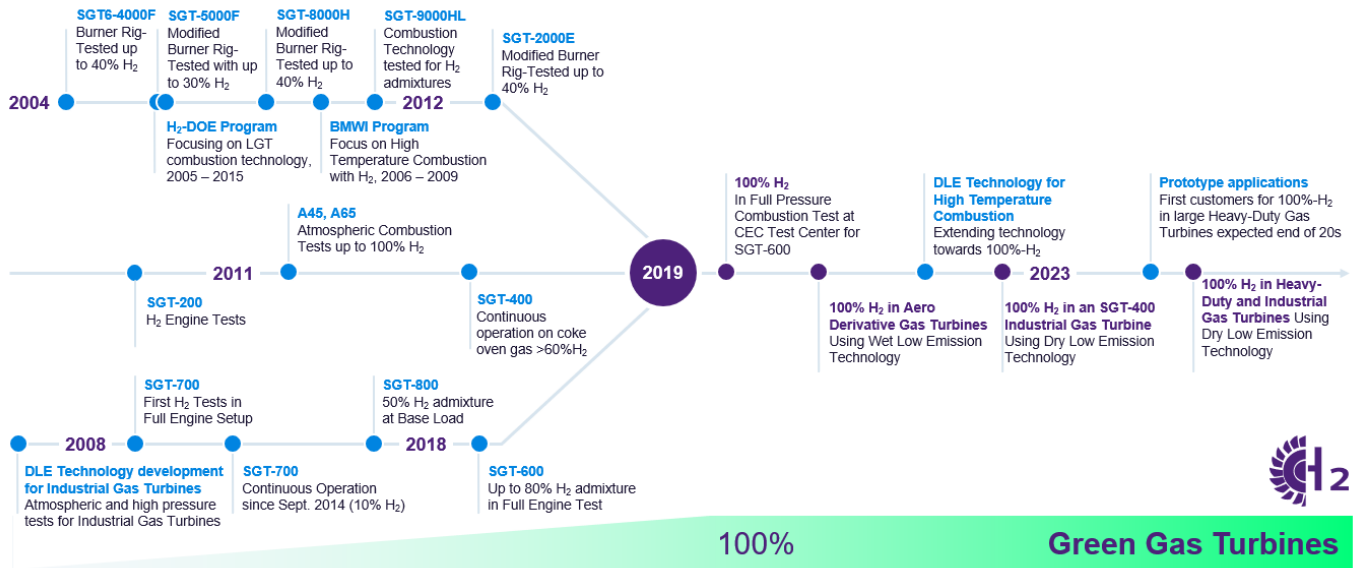 SGT6-4000F
Burner Rig-
Tested up
to 40% H₂
SGT-5000F
Modified
Burner Rig-
Tested with up
to 30% H₂
SGT-8000H
Modified
Burner Rig-
Tested up to
40% H₂
SGT-9000HL
Combustion
Technology
tested for H₂
admixtures
SGT-2000E
Modified Burner
Rig-Tested up to
40% H₂
2004
2012
H₂-DOE Program
Focusing on LGT
combustion technology,
2005 – 2015
BMWI Program
Focus on High
Temperature Combustion
with H₂, 2006 – 2009
A45, A65
Atmospheric Combustion
Tests up to 100% H₂
2011
SGT-200
H₂ Engine Tests
SGT-400
Continuous
operation on coke
oven gas >60%H₂
SGT-700
First H₂ Tests in
Full Engine Setup
SGT-800
50% H₂ admixture
at Base Load
2008
2018
DLE Technology development
for Industrial Gas Turbines
Atmospheric and high pressure
tests for Industrial Gas Turbines
SGT-700
Continuous Operation
since Sept. 2014 (10% H₂)
SGT-600
Up to 80% H₂ admixture
in Full Engine Test
2019
100% H₂
In Full Pressure
Combustion Test at
CEC Test Center for
SGT-600
DLE Technology for
High Temperature
Combustion
Extending technology
towards 100%-H₂
Prototype applications
First customers for 100%-H₂
in large Heavy-Duty Gas
Turbines expected end of 20s
2023
100% H₂ in Aero
Derivative Gas Turbines
Using Wet Low Emission
Technology
100% H₂ in an SGT-400
Industrial Gas Turbine
Using Dry Low Emission
Technology
100% H₂ in Heavy-
Duty and Industrial
Gas Turbines Using
Dry Low Emission
Technology
H2
100%
Green Gas Turbines